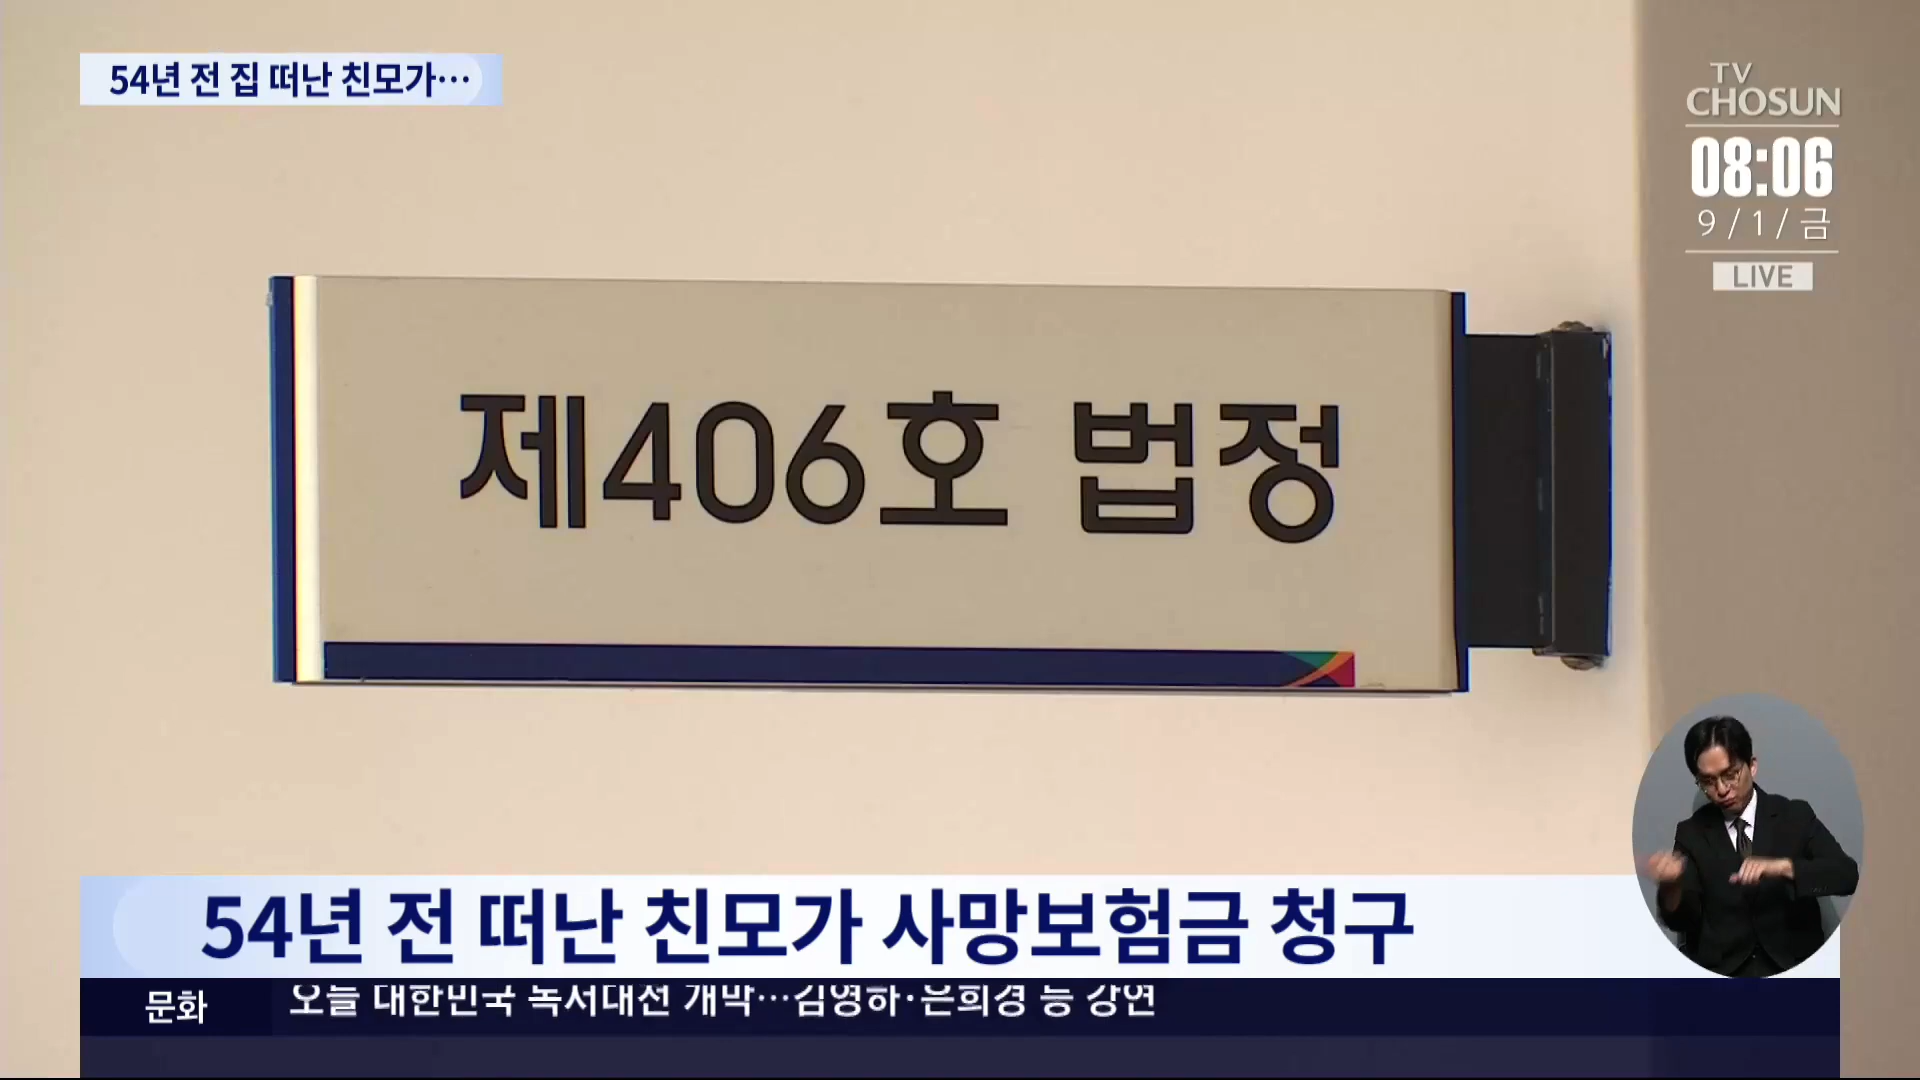 54년 전 집 떠난 친모가…
TV
CHOSUN
08:06
9/1/금
LIVE
제406호 법정
54년 전 떠난 친모가 사망보험금 청구
문화
오늘 대한민국 독서대전 개막…김영하·은희경 등 강연